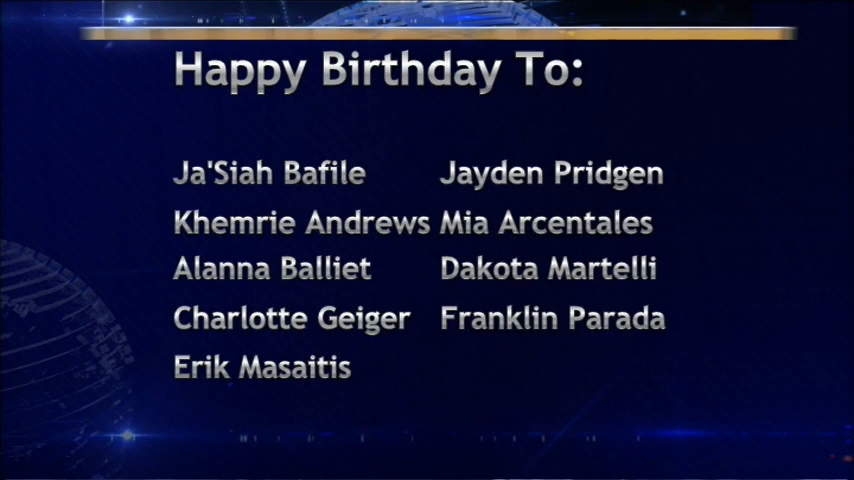 Happy Birthday To:
Ja'Siah Bafile Jayden Pridgen
Khemrie Andrews Mia Arcentales
Alanna Balliet Dakota Martelli
Charlotte Geiger Franklin Parada
Erik Masaitis